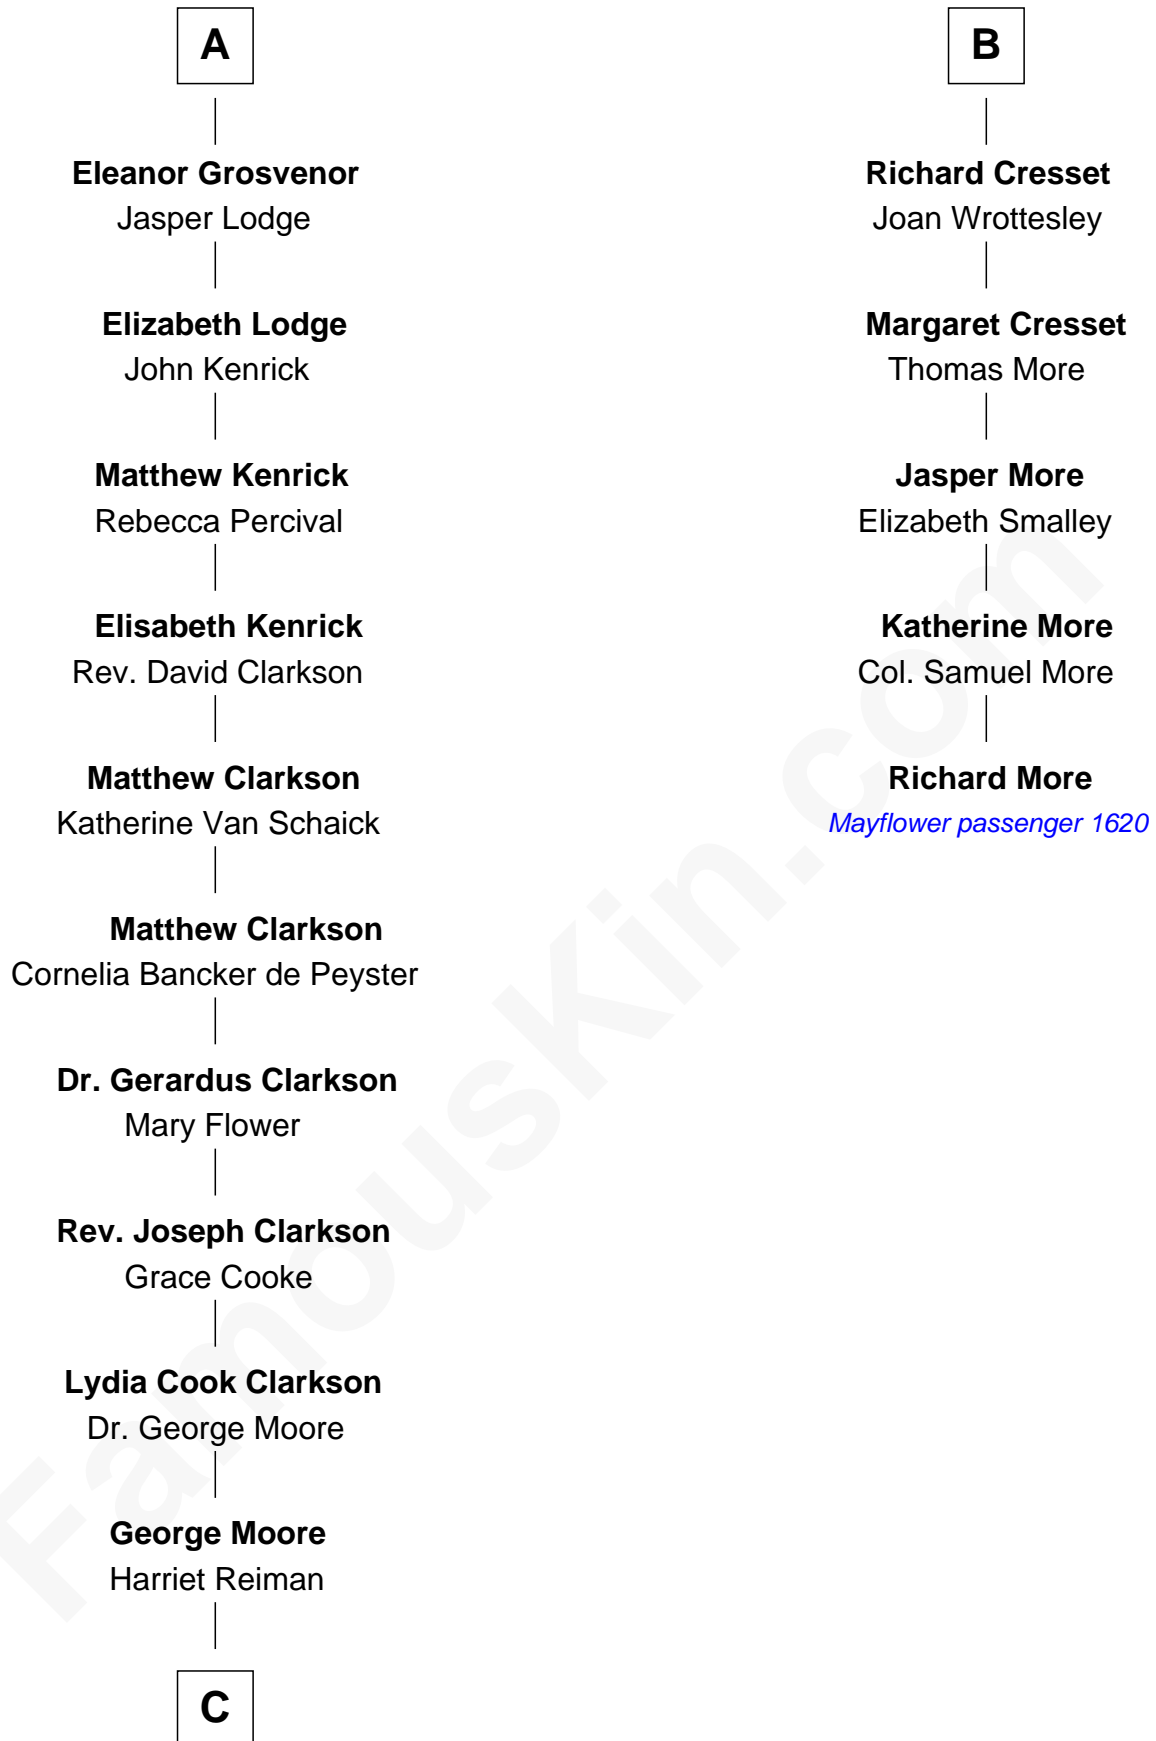 A
Eleanor Grosvenor
Jasper Lodge
Elizabeth Lodge
John Kenrick
Matthew Kenrick
Rebecca Percival
Elisabeth Kenrick
Rev. David Clarkson
Matthew Clarkson
Katherine Van Schaick
Matthew Clarkson
Cornelia Bancker de Peyster
Dr. Gerardus Clarkson
Mary Flower
Rev. Joseph Clarkson
Grace Cooke
Lydia Cook Clarkson
Dr. George Moore
George Moore
Harriet Reiman
C
B
Richard Cresset
Joan Wrottesley
Margaret Cresset
Thomas More
Jasper More
Elizabeth Smalley
Katherine More
Col. Samuel More
Richard More
Mayflower passenger 1620
FamousKin.com